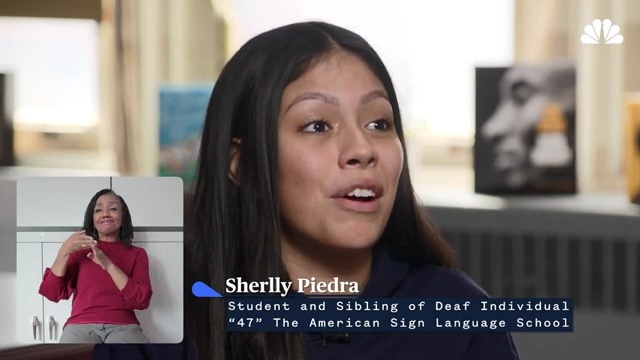 Sherlly Piedra
Student and Sibling of Deaf Individual
“47” The American Sign Language School